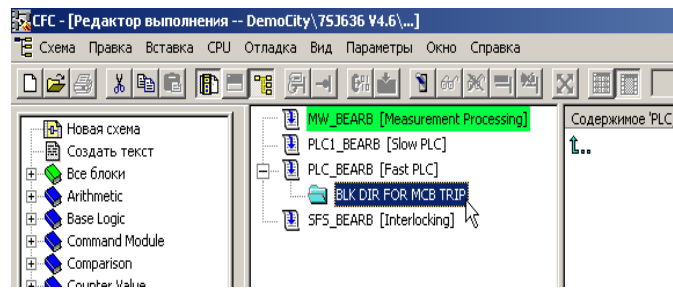 CFC - [Редактор выполнения -- DemoCity\7SJ636 V4.6\...]
Схема Правка Вставка CPU Отладка Вид Параметры Окно Справка
Новая схема
Создать текст
Все блоки
Arithmetic
Base Logic
Command Module
Comparison
Counter Value
MW_BEARB [Measurement Processing]
PLC1_BEARB [Slow PLC]
PLC_BEARB [Fast PLC]
BLK DIR FOR MCB TRIP
SFS_BEARB [Interlocking]
Содержимое 'PLC
..